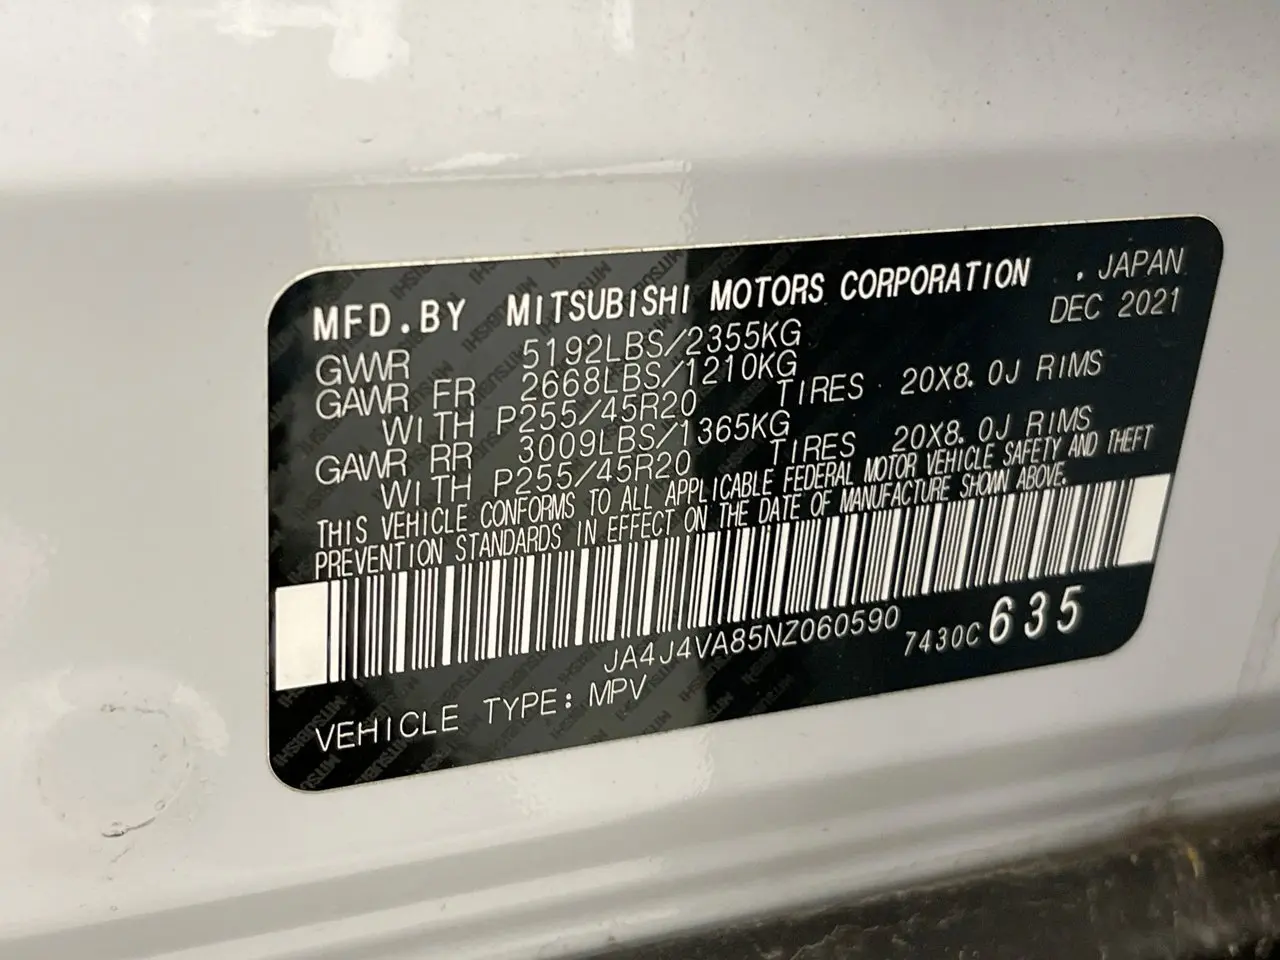 MFD.BY MITSUBISHI MOTORS CORPORATION . JAPAN
DEC 2021
GVWR 5192LBS/2355KG
GAWR FR 2668LBS/1210KG
WITH P255/45R20 TIRES 20X8.0J RIMS
GAWR RR 3009LBS/1365KG
WITH P255/45R20 TIRES 20X8.0J RIMS
THIS VEHICLE CONFORMS TO ALL APPLICABLE FEDERAL MOTOR VEHICLE SAFETY AND THEFT
PREVENTION STANDARDS IN EFFECT ON THE DATE OF MANUFACTURE SHOWN ABOVE.
JA4J4VA85NZ060590 7430C 635
VEHICLE TYPE: MPV